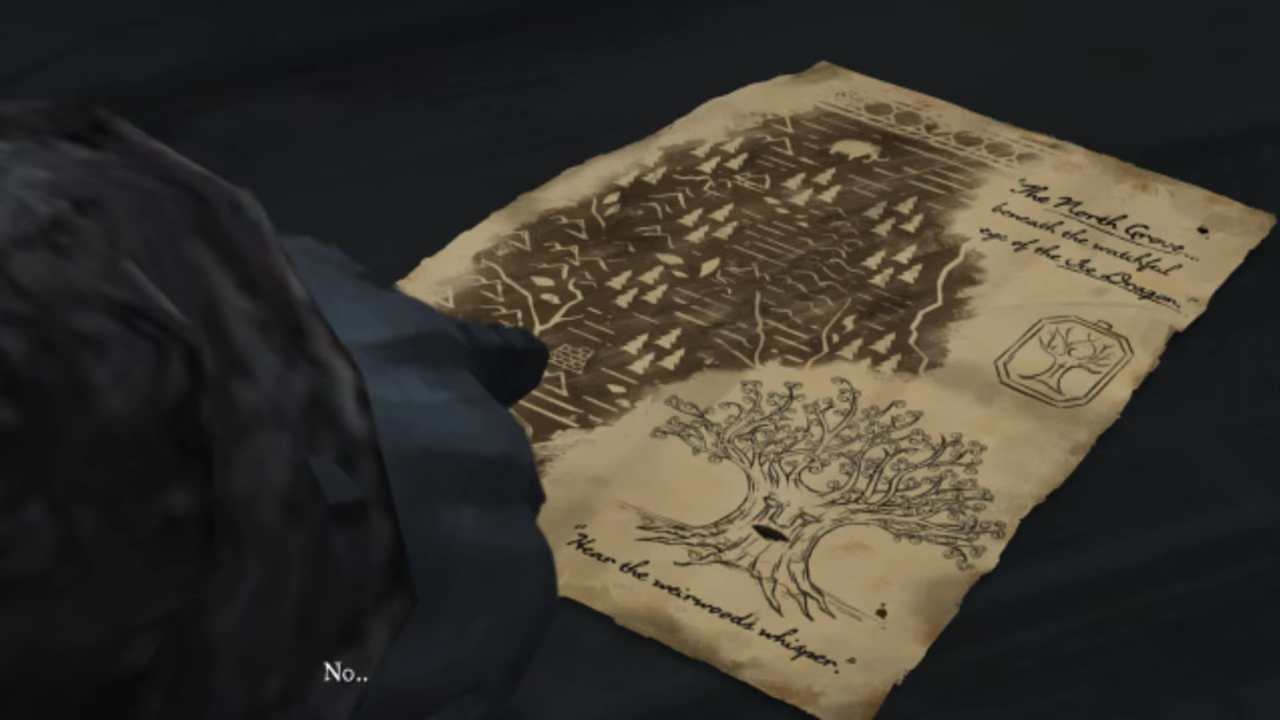 "The North Grove...
beneath the watchful
eye of the Ice Dragon."
"Hear the weirwoods whisper."
No..